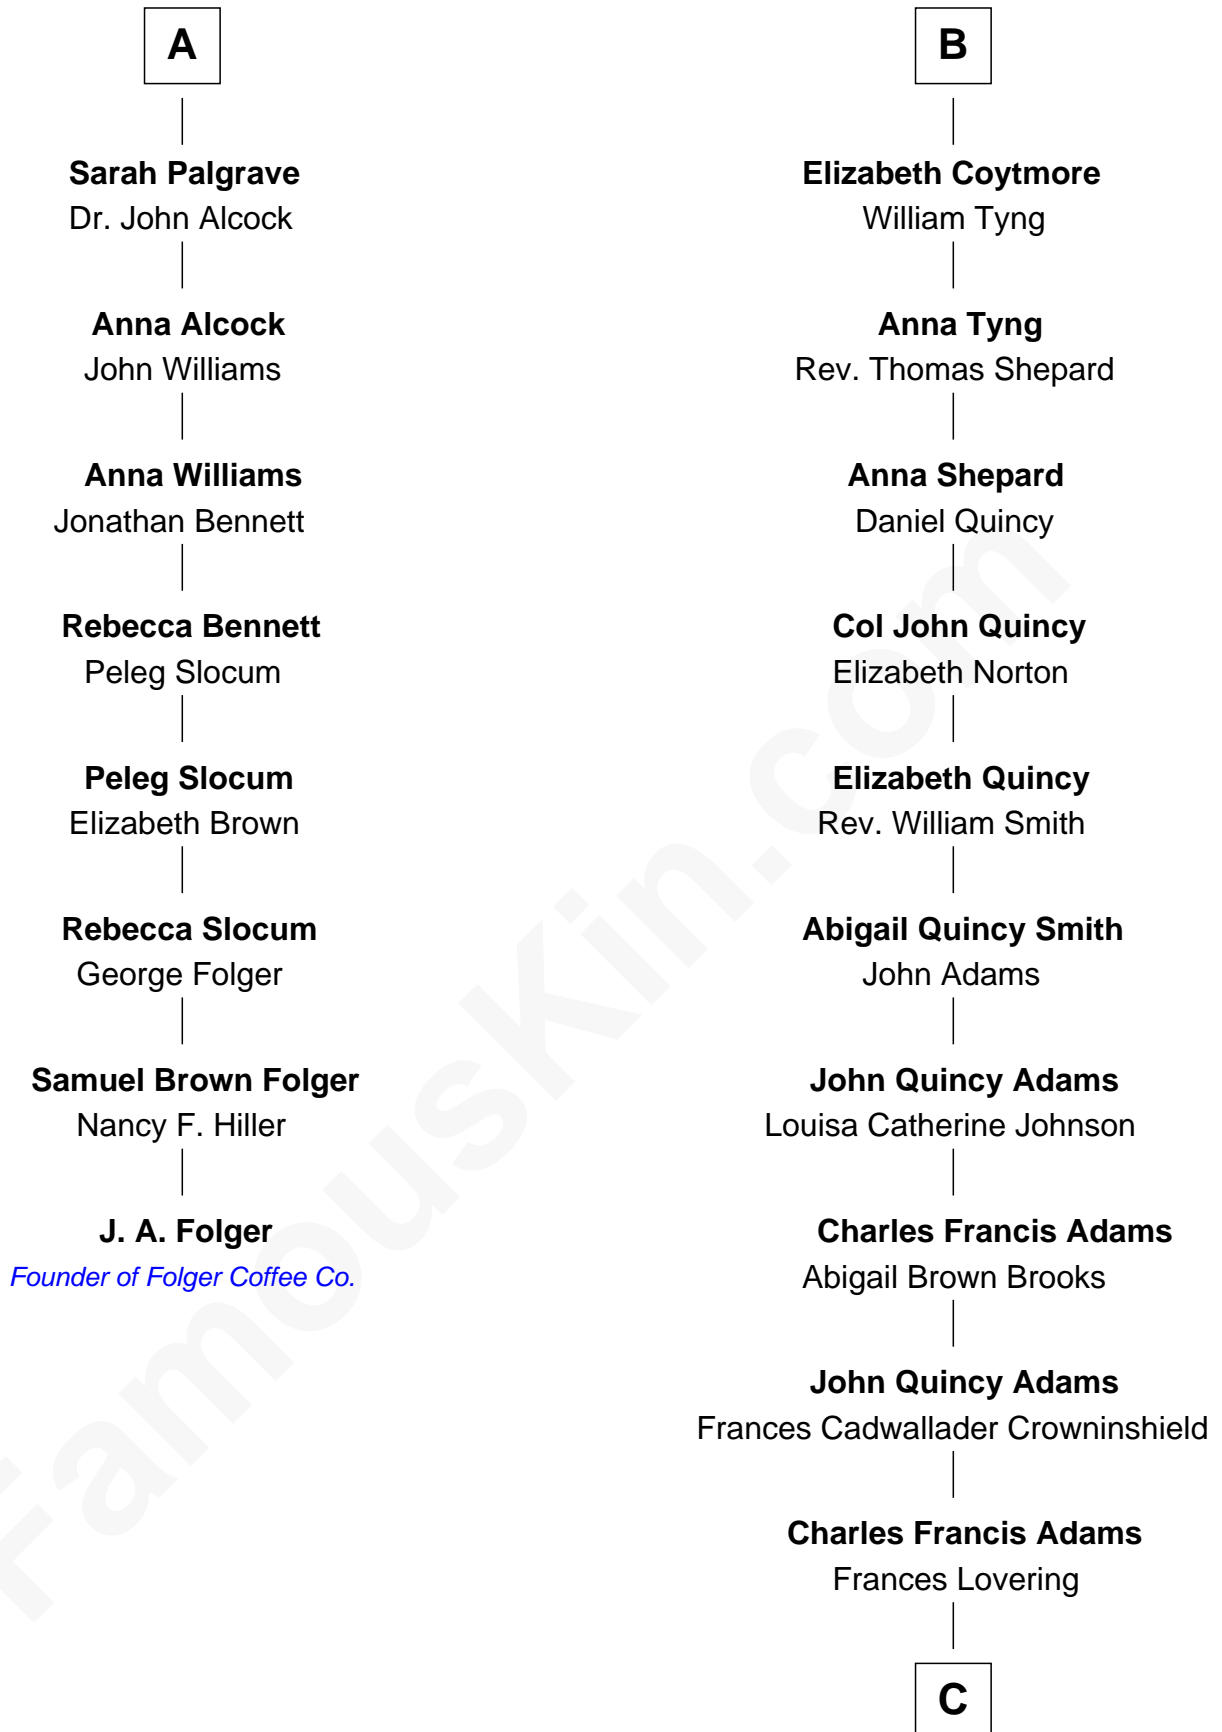 A
Sarah Palgrave
Dr. John Alcock
Anna Alcock
John Williams
Anna Williams
Jonathan Bennett
Rebecca Bennett
Peleg Slocum
Peleg Slocum
Elizabeth Brown
Rebecca Slocum
George Folger
Samuel Brown Folger
Nancy F. Hiller
J. A. Folger
Founder of Folger Coffee Co.
B
Elizabeth Coytmore
William Tyng
Anna Tyng
Rev. Thomas Shepard
Anna Shepard
Daniel Quincy
Col John Quincy
Elizabeth Norton
Elizabeth Quincy
Rev. William Smith
Abigail Quincy Smith
John Adams
John Quincy Adams
Louisa Catherine Johnson
Charles Francis Adams
Abigail Brown Brooks
John Quincy Adams
Frances Cadwallader Crowninshield
Charles Francis Adams
Frances Lovering
C
FamousKin.com